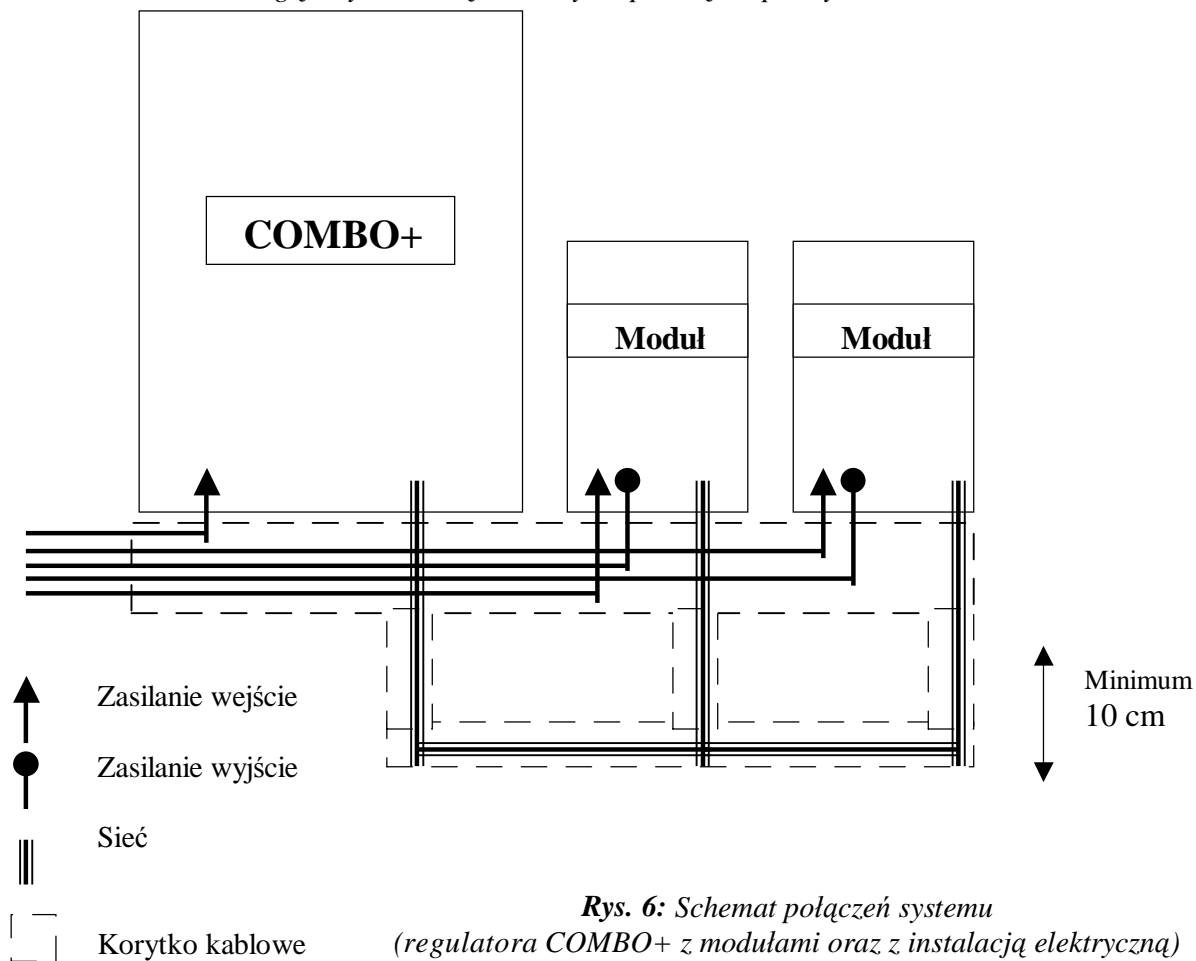 COMBO+
Moduł
Moduł
Zasilanie wejście
Minimum
10 cm
Zasilanie wyjście
Sieć
Korytko kablowe
Rys. 6: Schemat połączeń systemu
(regulatora COMBO+ z modułami oraz z instalacją elektryczną)